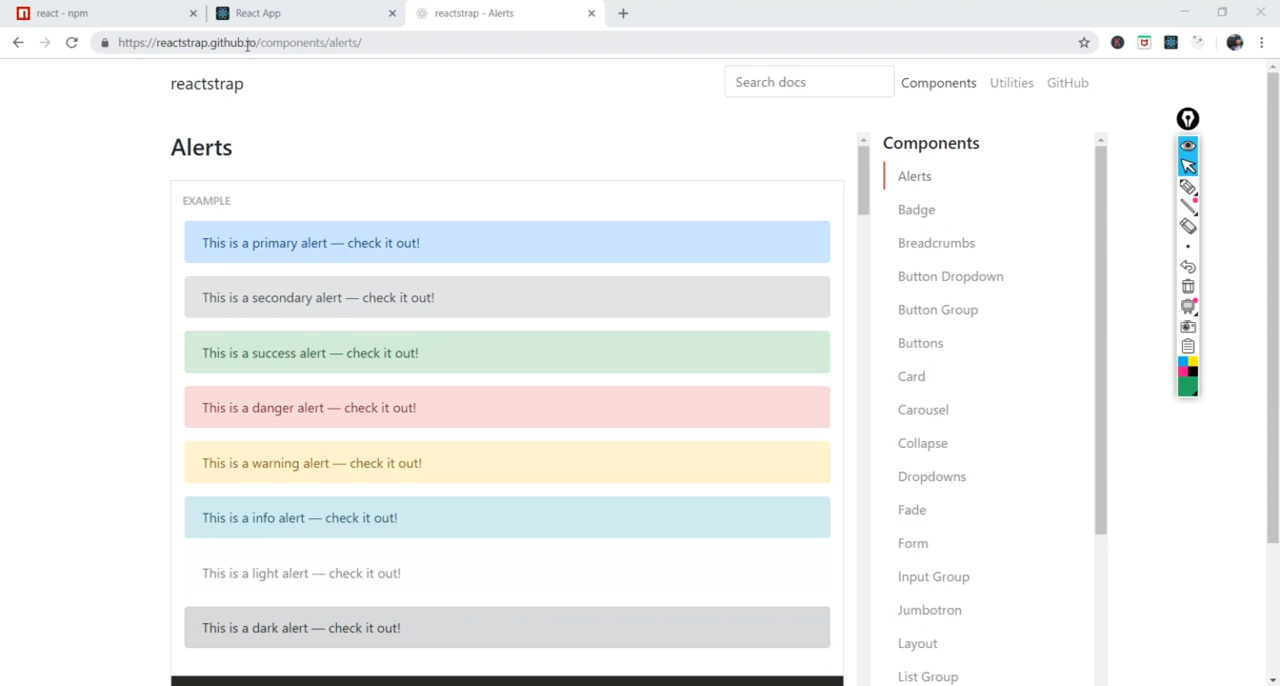 react - npm
React App
reactstrap - Alerts
https://reactstrap.github.io/components/alerts/
reactstrap
Search docs
Components
Utilities
GitHub
Alerts
EXAMPLE
This is a primary alert — check it out!
This is a secondary alert — check it out!
This is a success alert — check it out!
This is a danger alert — check it out!
This is a warning alert — check it out!
This is a info alert — check it out!
This is a light alert — check it out!
This is a dark alert — check it out!
Components
Alerts
Badge
Breadcrumbs
Button Dropdown
Button Group
Buttons
Card
Carousel
Collapse
Dropdowns
Fade
Form
Input Group
Jumbotron
Layout
List Group